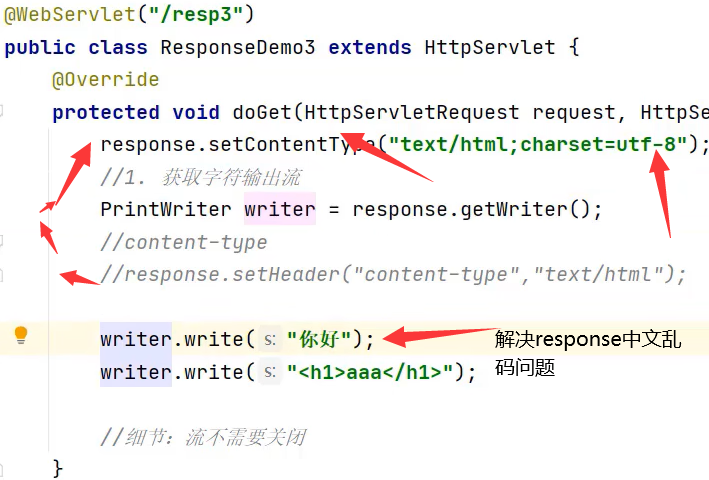 @WebServlet("/resp3")
public class ResponseDemo3 extends HttpServlet {
@Override
protected void doGet(HttpServletRequest request, HttpSe
response.setContentType("text/html;charset=utf-8");
//1. 获取字符输出流
PrintWriter writer = response.getWriter();
//content-type
//response.setHeader("content-type","text/html");
writer.write( s: "你好");
解决response中文乱
码问题
writer.write( s: "<h1>aaa</h1>");
//细节：流不需要关闭
}